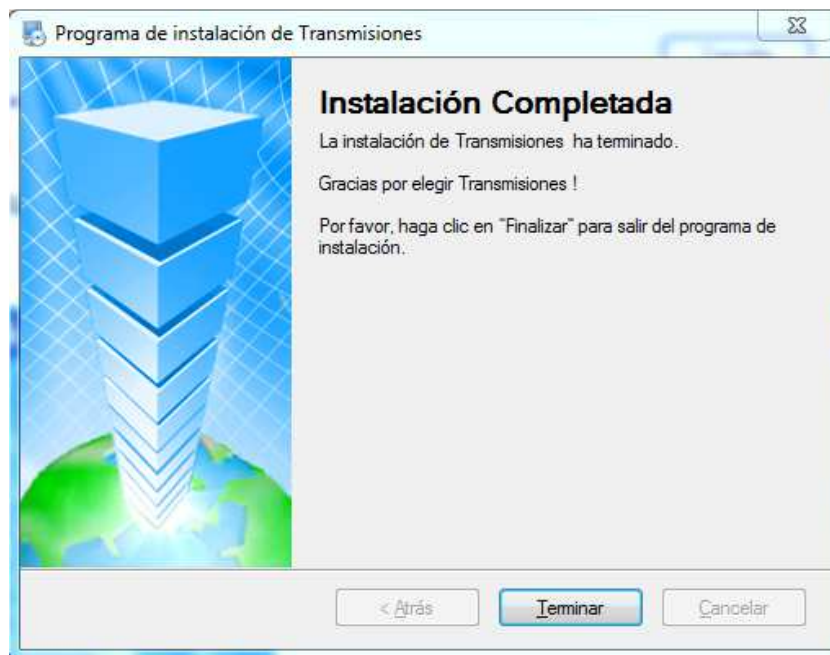 Programa de instalación de Transmisiones
Instalación Completada
La instalación de Transmisiones ha terminado.
Gracias por elegir Transmisiones !
Por favor, haga clic en "Finalizar" para salir del programa de
instalación.
< Atrás
Terminar
Cancelar